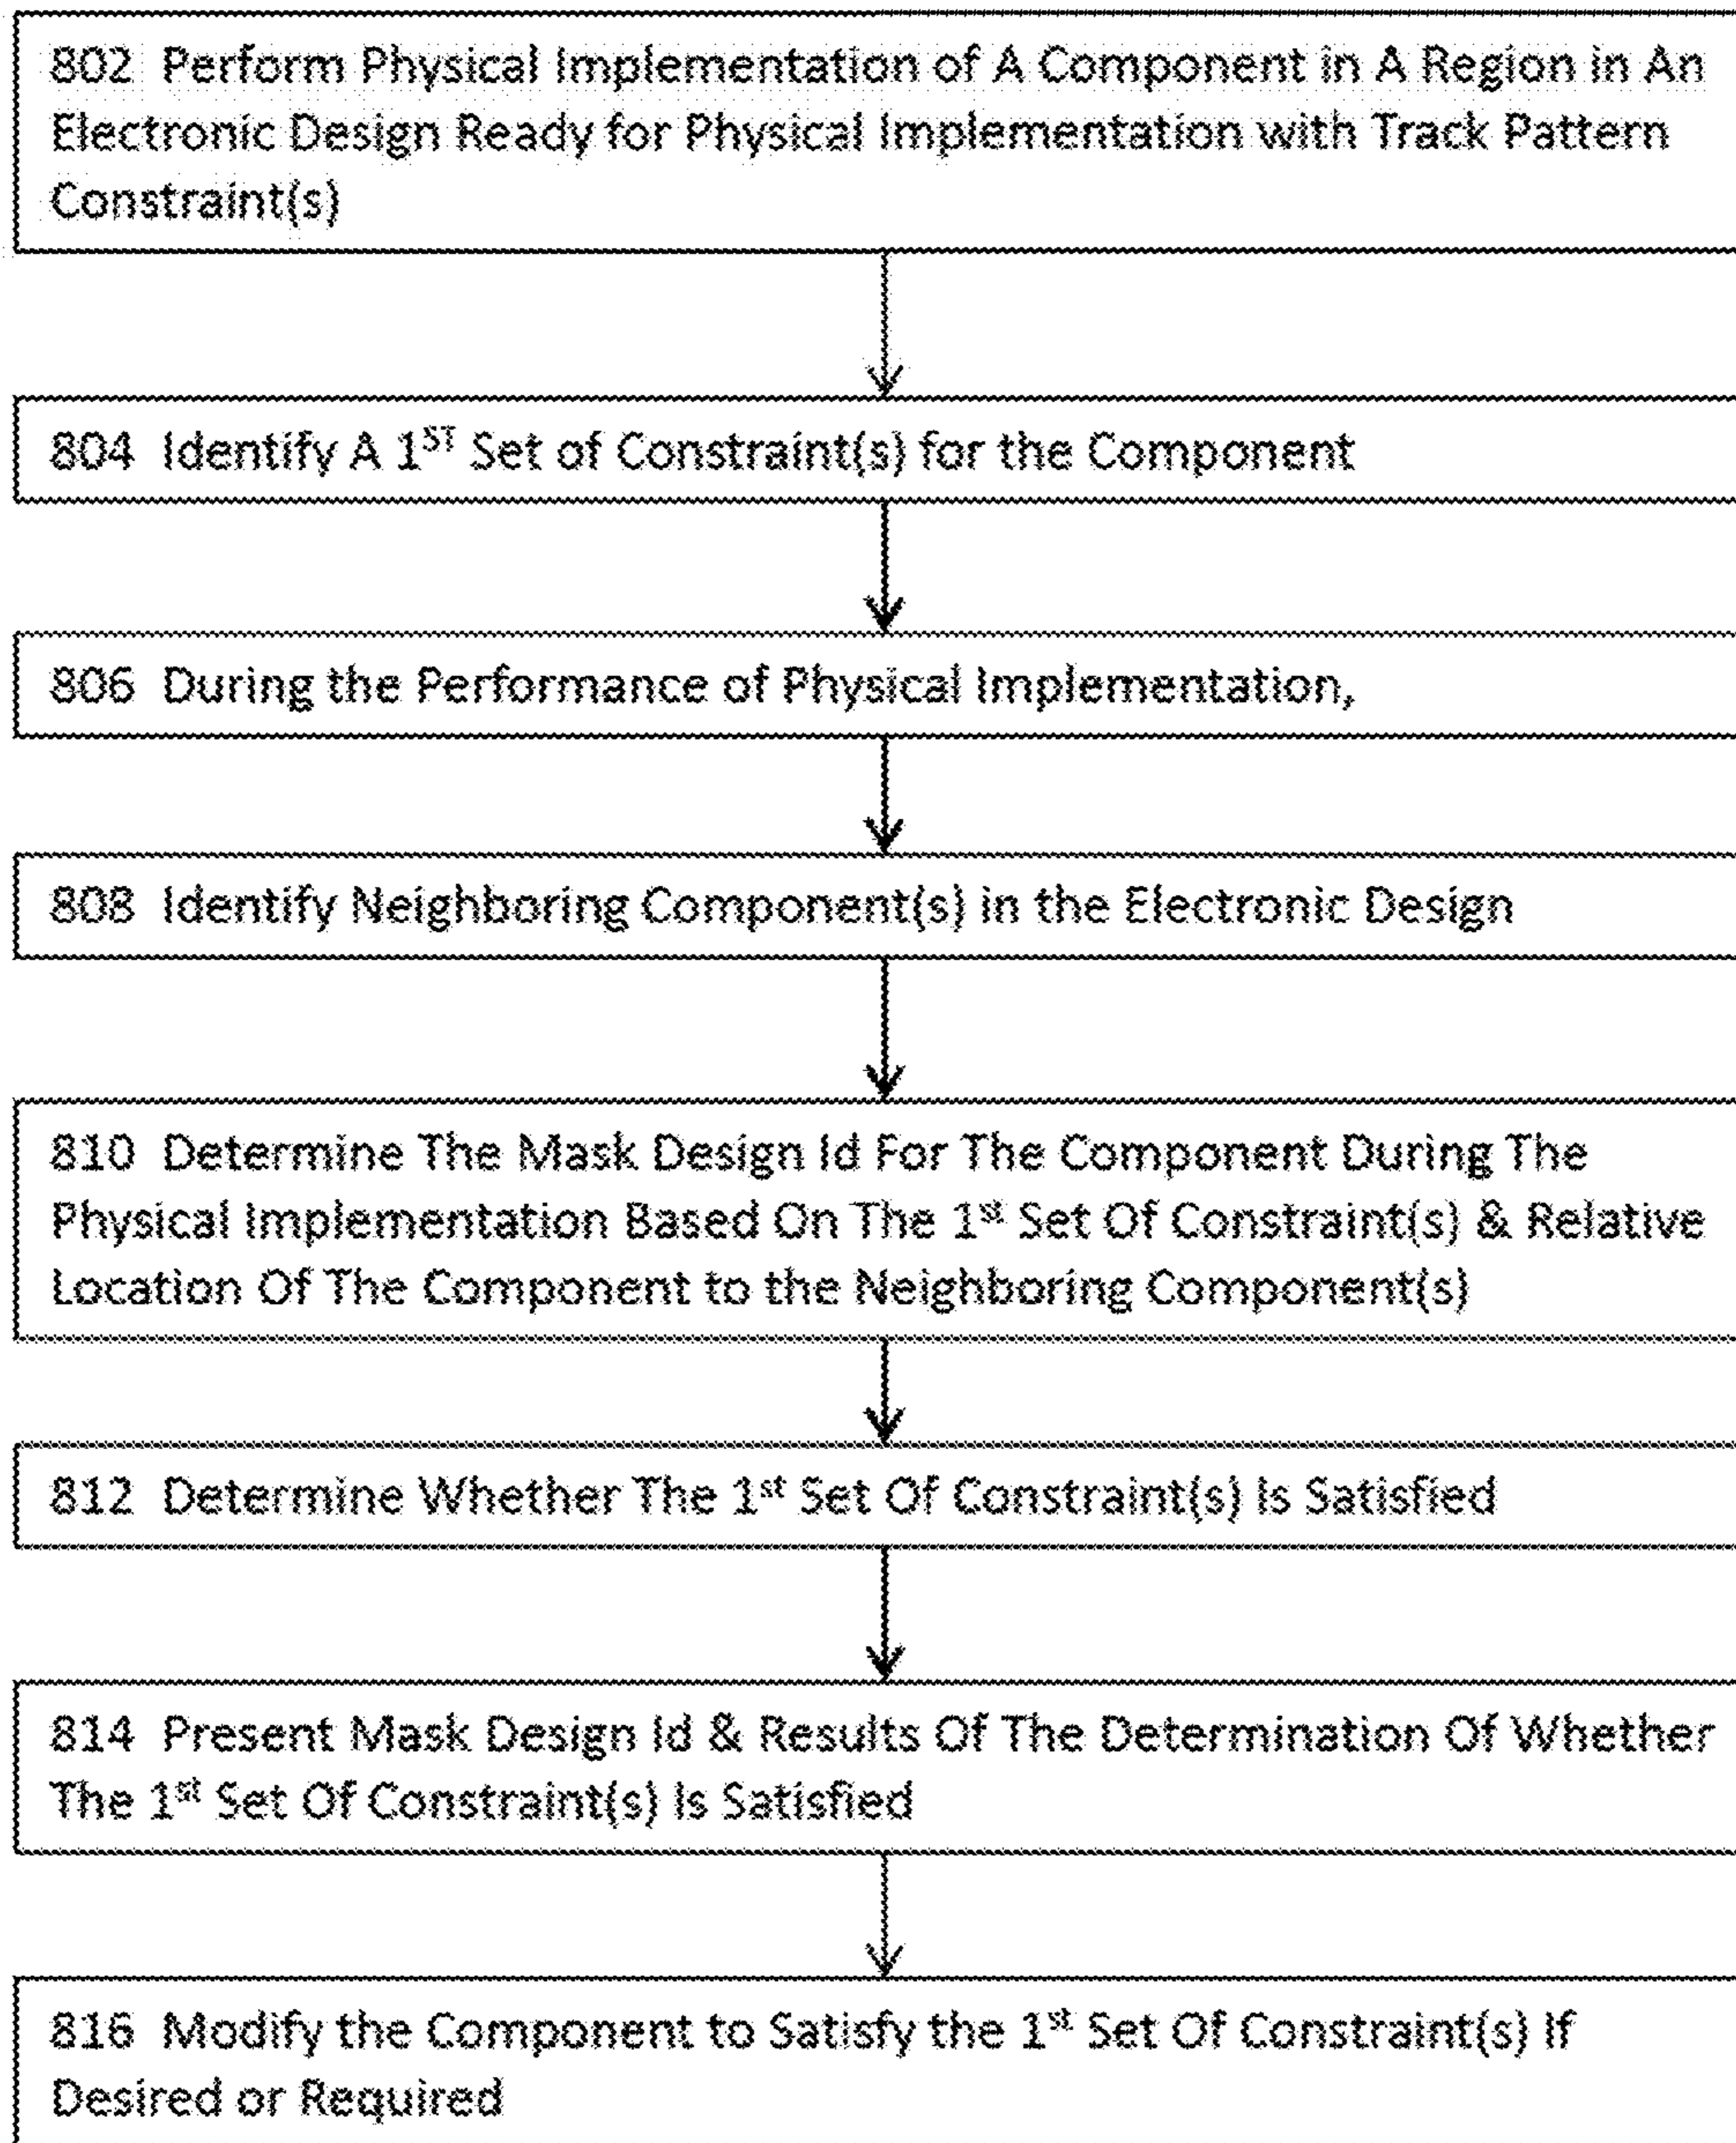 802 Perform Physical Implementation of A Component in A Region in An
Electronic Design Ready for Physical Implementation with Track Pattern
Constraint(s)
804 Identify A 1ST Set of Constraint(s) for the Component
806 During the Performance of Physical Implementation,
808 Identify Neighboring Component(s) in the Electronic Design
810 Determine The Mask Design Id For The Component During The
Physical Implementation Based On The 1st Set Of Constraint(s) & Relative
Location Of The Component to the Neighboring Component(s)
812 Determine Whether The 1st Set Of Constraint(s) Is Satisfied
814 Present Mask Design Id & Results Of The Determination Of Whether
The 1st Set Of Constraint(s) Is Satisfied
816 Modify the Component to Satisfy the 1st Set Of Constraint(s) If
Desired or Required